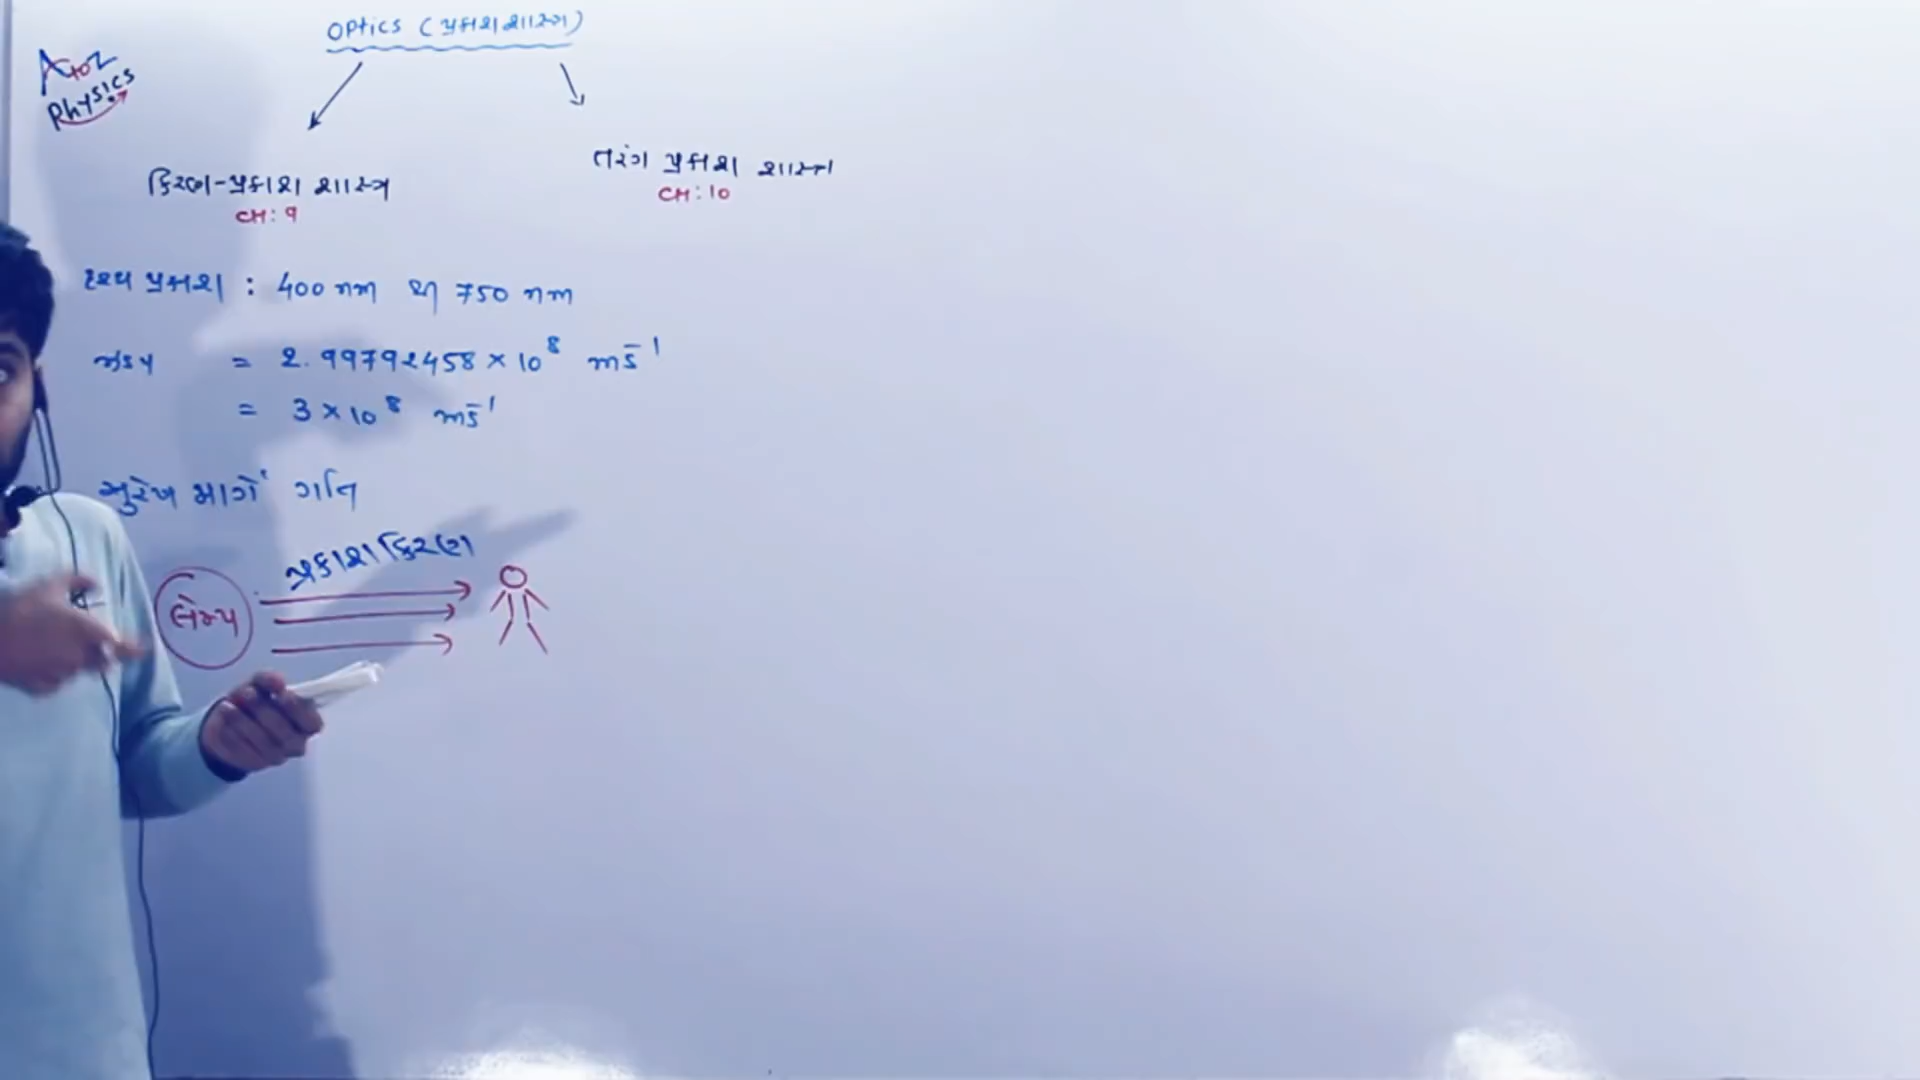 Optics (પ્રકાશશાસ્ત્ર)
A to Z
Physics
કિરણ-પ્રકાશ શાસ્ત્ર
CH: 9
તરંગ પ્રકાશ શાસ્ત્ર
CH: 10
દૃશ્ય પ્રકાશ : 400 nm થી 750 nm
ઝડપ = 2.99792458 × 10⁸ ms⁻¹
= 3 × 10⁸ ms⁻¹
સુરેખ માર્ગે ગતિ
પ્રકાશ કિરણ
લેમ્પ